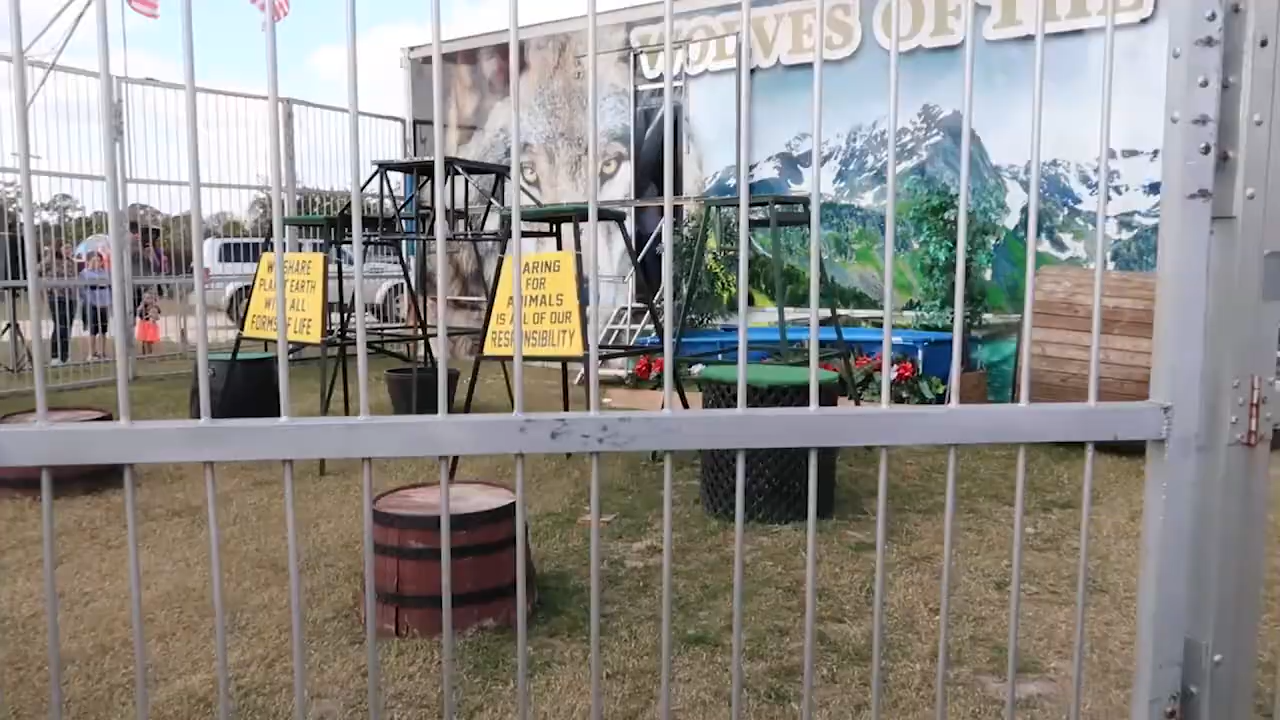 WOLVES OF THE
WE SHARE
PLANET EARTH
WITH ALL
FORMS OF LIFE
CARING
FOR
ANIMALS
IS ALL OF OUR
RESPONSIBILITY